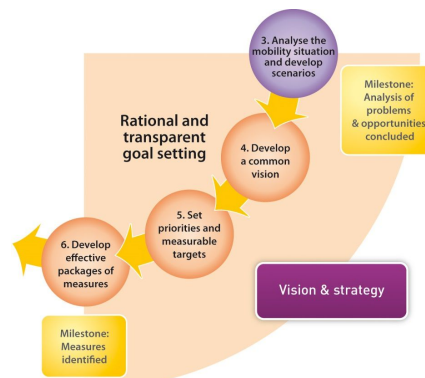 3. Analyse the
mobility situation
and develop
scenarios
Milestone:
Analysis of
problems
& opportunities
concluded
Rational and
transparent
goal setting
4. Develop
a common
vision
5. Set
priorities and
measurable
targets
6. Develop
effective
packages of
measures
Vision & strategy
Milestone:
Measures
identified